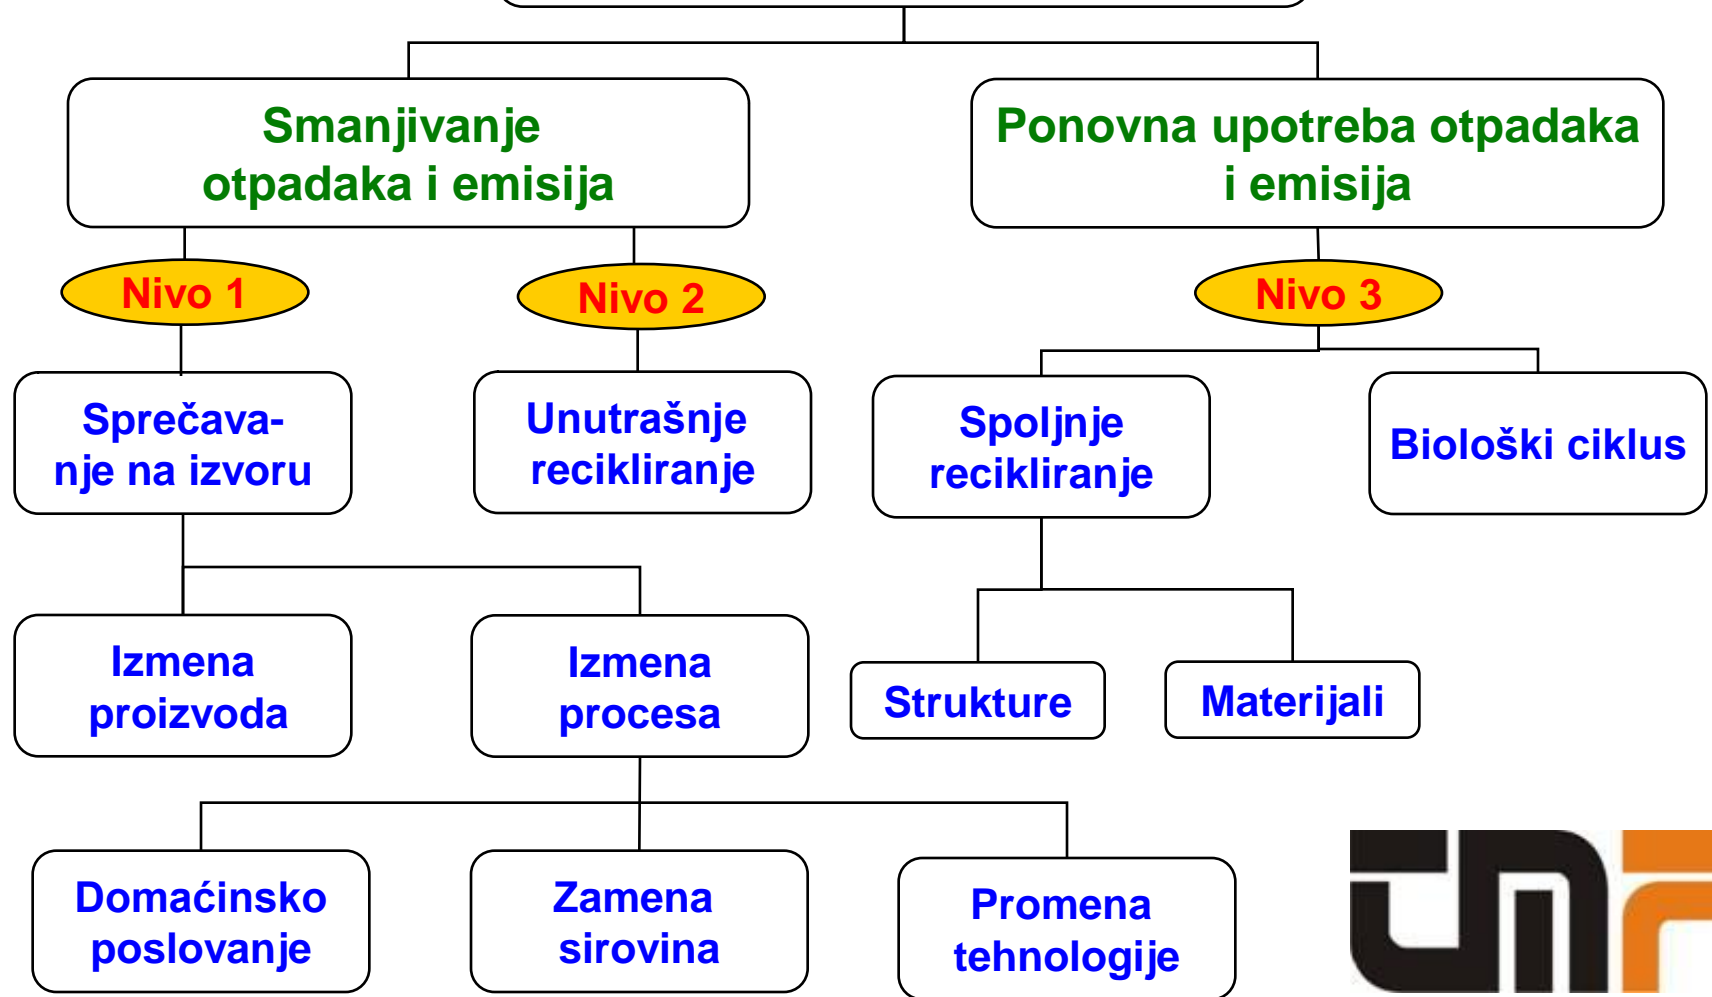 Smanjivanje
otpadaka i emisija
Ponovna upotreba otpadaka
i emisija
Nivo 1
Nivo 2
Nivo 3
Sprečava-
nje na izvoru
Unutrašnje
recikliranje
Spoljnje
recikliranje
Biološki ciklus
Izmena
proizvoda
Izmena
procesa
Strukture
Materijali
Domaćinsko
poslovanje
Zamena
sirovina
Promena
tehnologije